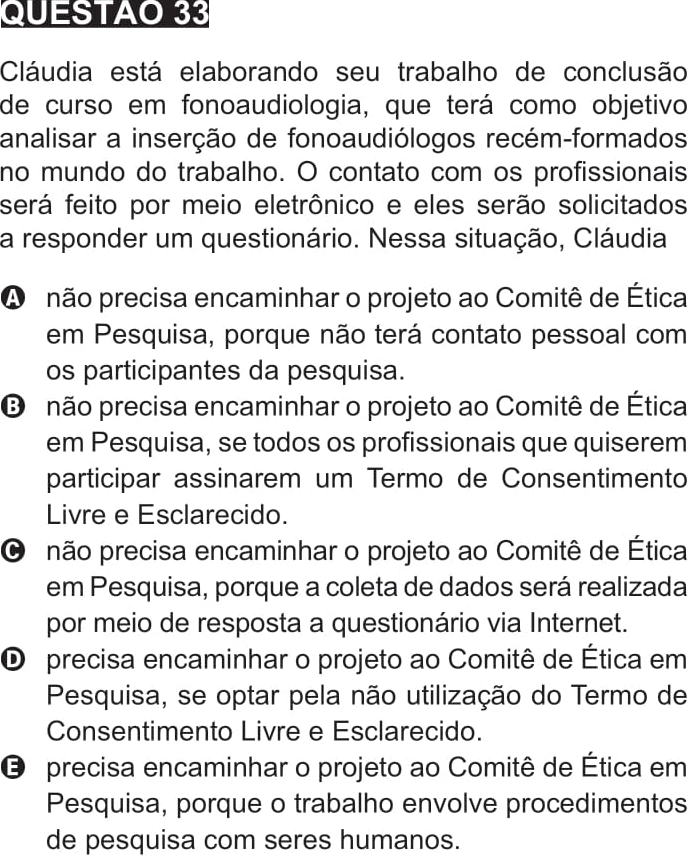 QUESTÃO 33
Cláudia está elaborando seu trabalho de conclusão
de curso em fonoaudiologia, que terá como objetivo
analisar a inserção de fonoaudiólogos recém-formados
no mundo do trabalho. O contato com os profissionais
será feito por meio eletrônico e eles serão solicitados
a responder um questionário. Nessa situação, Cláudia
A não precisa encaminhar o projeto ao Comitê de Ética
em Pesquisa, porque não terá contato pessoal com
os participantes da pesquisa.
B não precisa encaminhar o projeto ao Comitê de Ética
em Pesquisa, se todos os profissionais que quiserem
participar assinarem um Termo de Consentimento
Livre e Esclarecido.
C não precisa encaminhar o projeto ao Comitê de Ética
em Pesquisa, porque a coleta de dados será realizada
por meio de resposta a questionário via Internet.
D precisa encaminhar o projeto ao Comitê de Ética em
Pesquisa, se optar pela não utilização do Termo de
Consentimento Livre e Esclarecido.
E precisa encaminhar o projeto ao Comitê de Ética em
Pesquisa, porque o trabalho envolve procedimentos
de pesquisa com seres humanos.